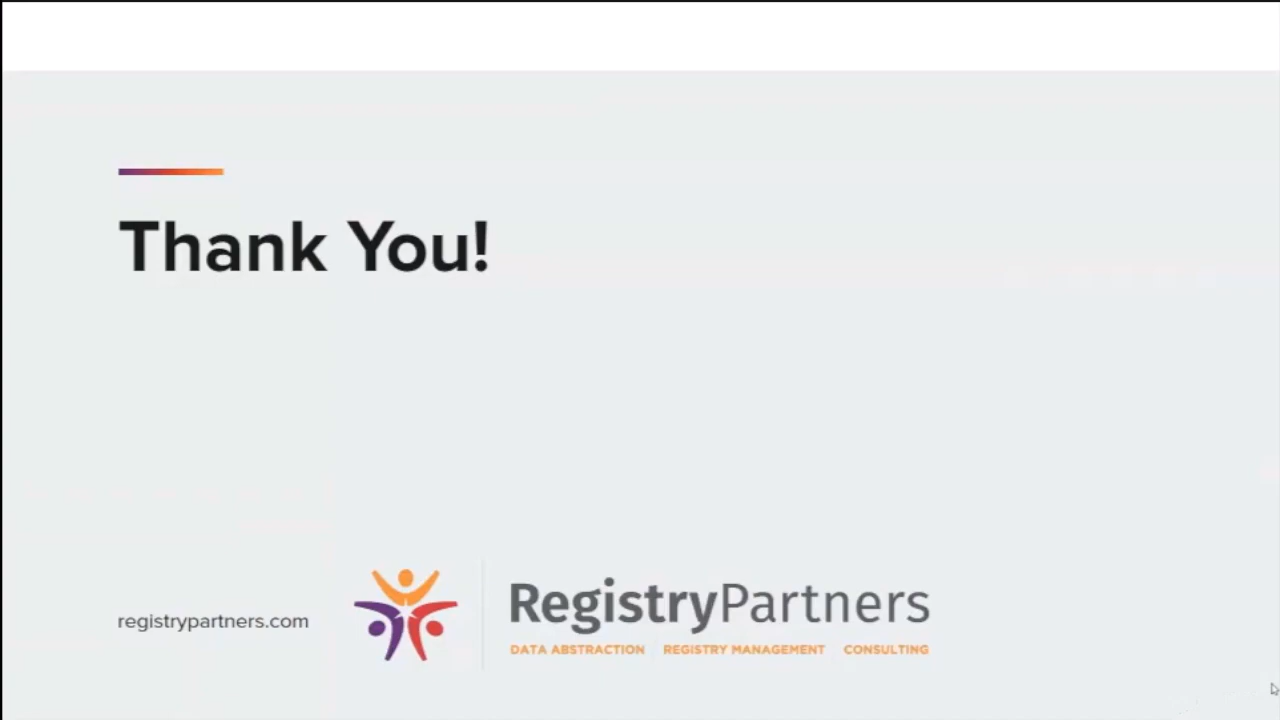 Thank You!
registrypartners.com
RegistryPartners
DATA ABSTRACTION REGISTRY MANAGEMENT CONSULTING